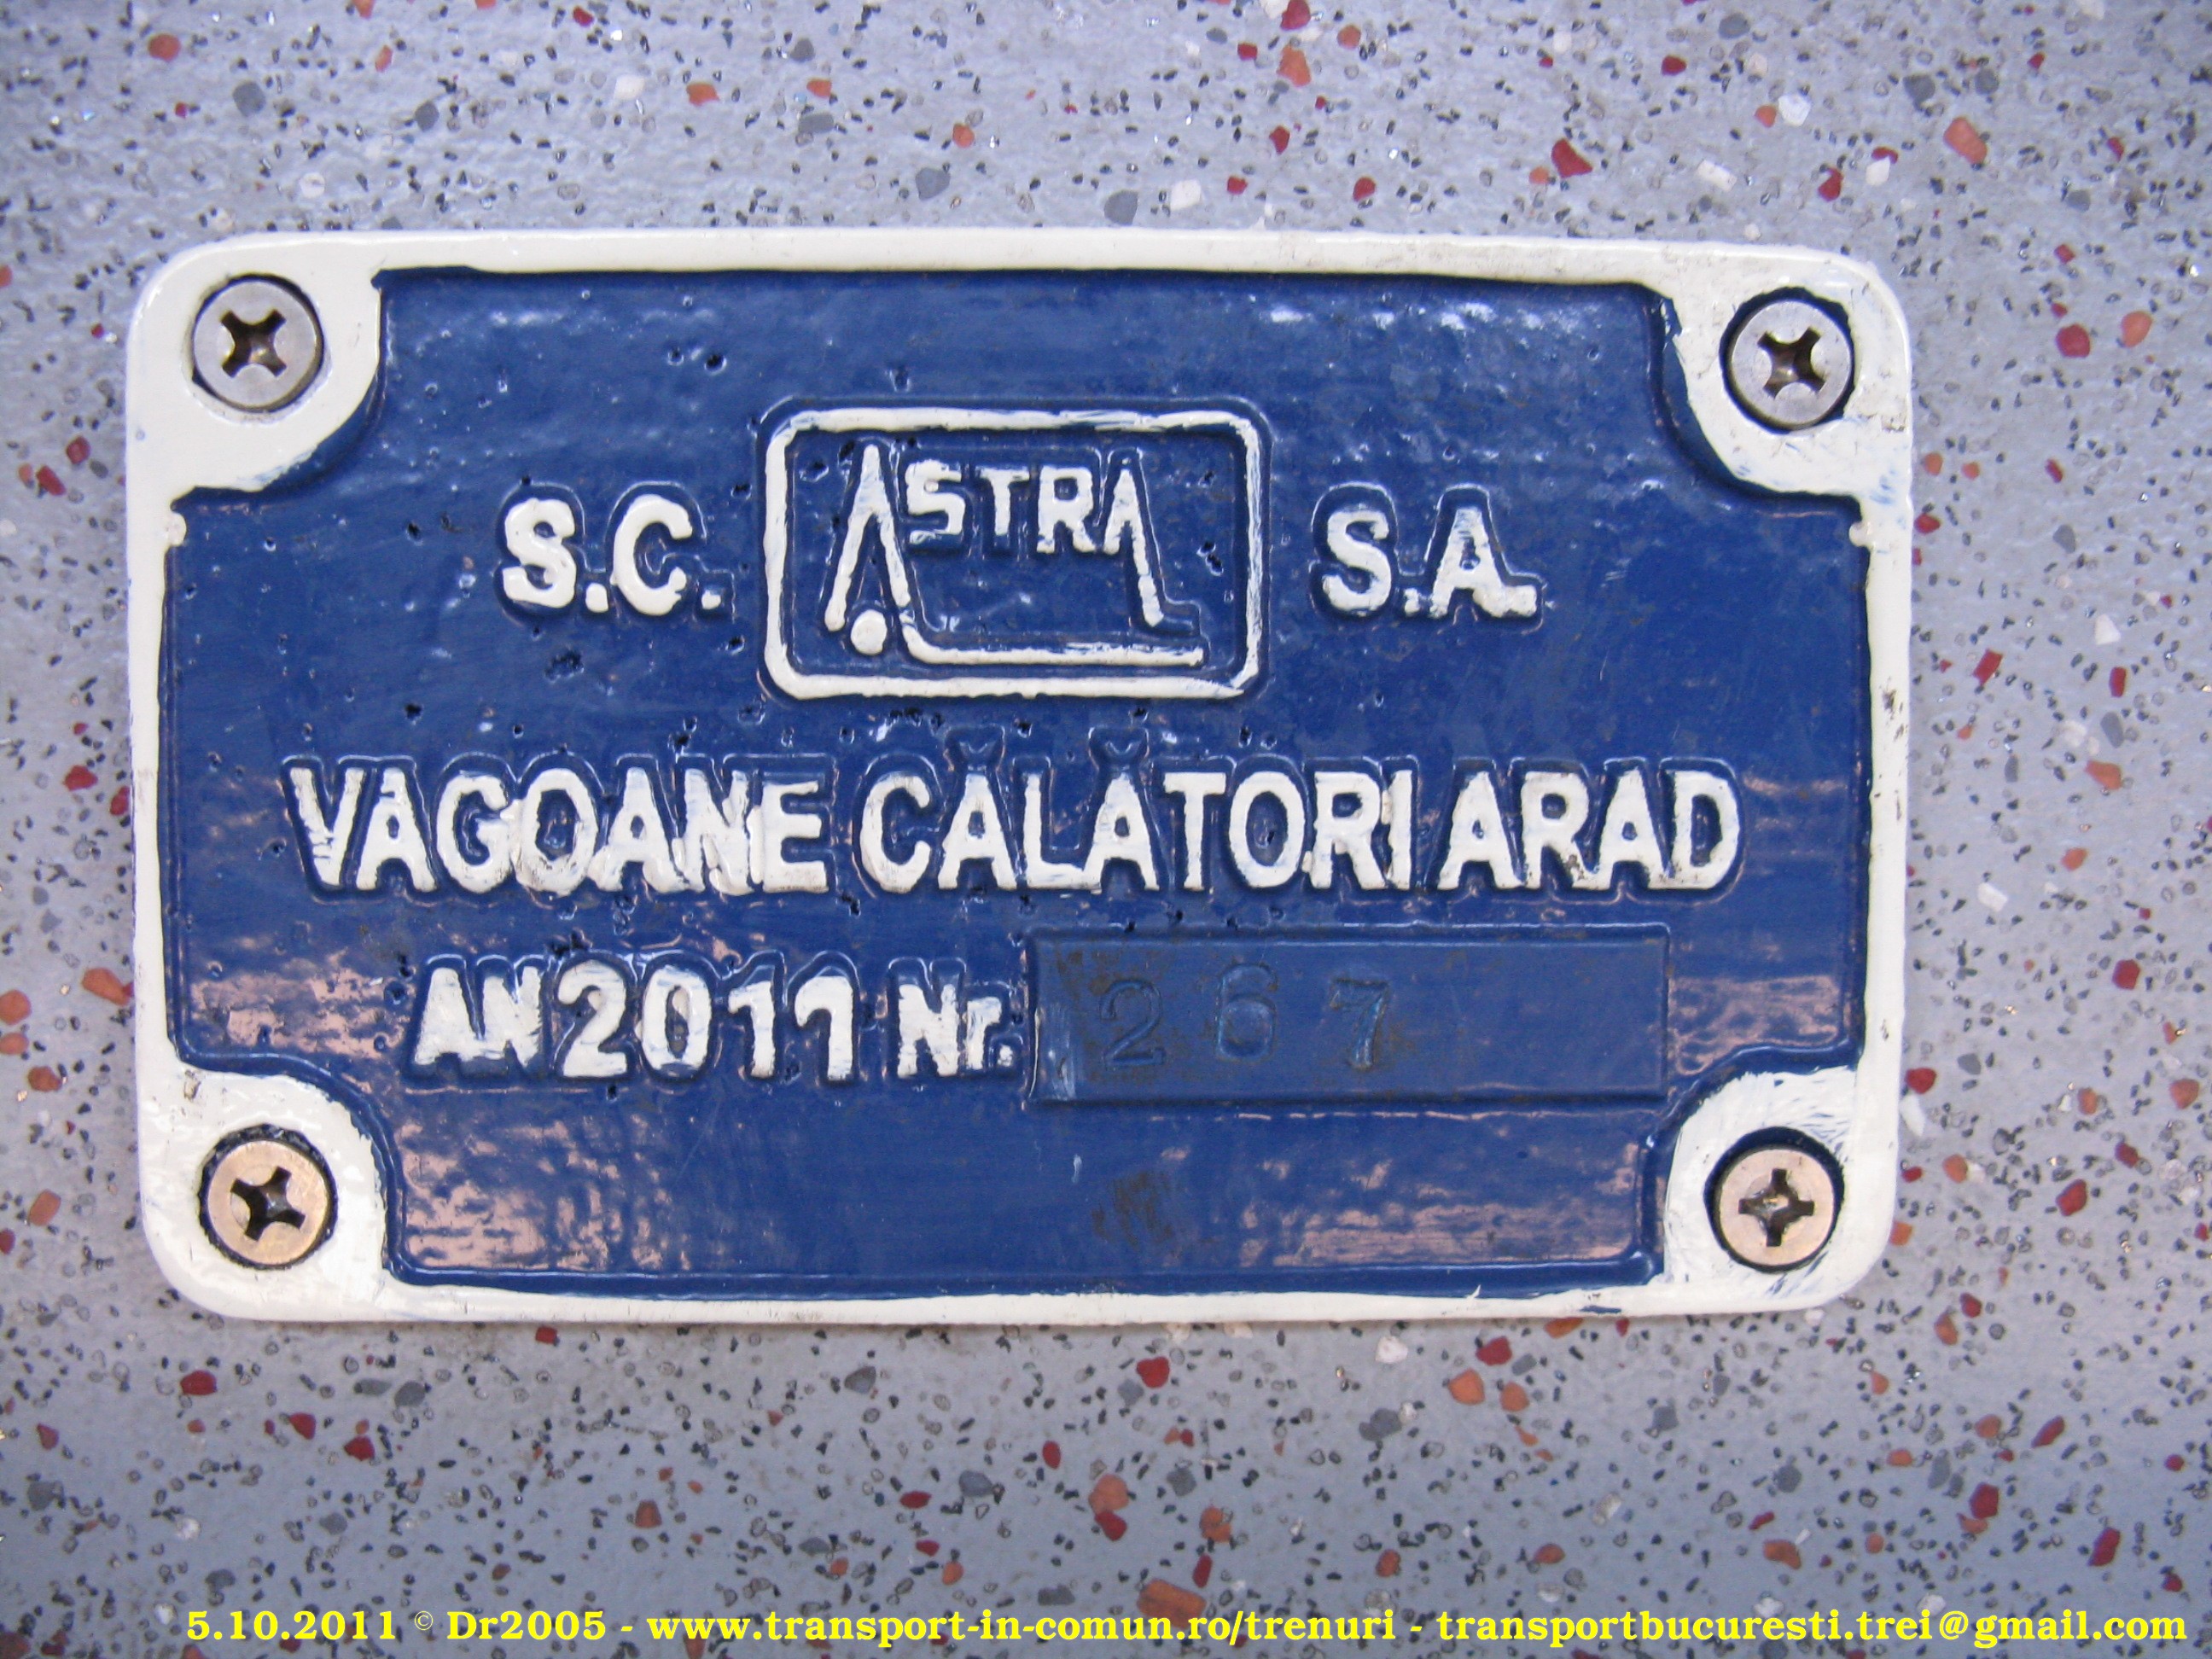 S.C. ASTRA S.A.
VAGOANE CĂLĂTORI ARAD
AN 2011 Nr. 267
5.10.2011 © Dr2005 - www.transport-in-comun.ro/trenuri - transportbucuresti.trei@gmail.com